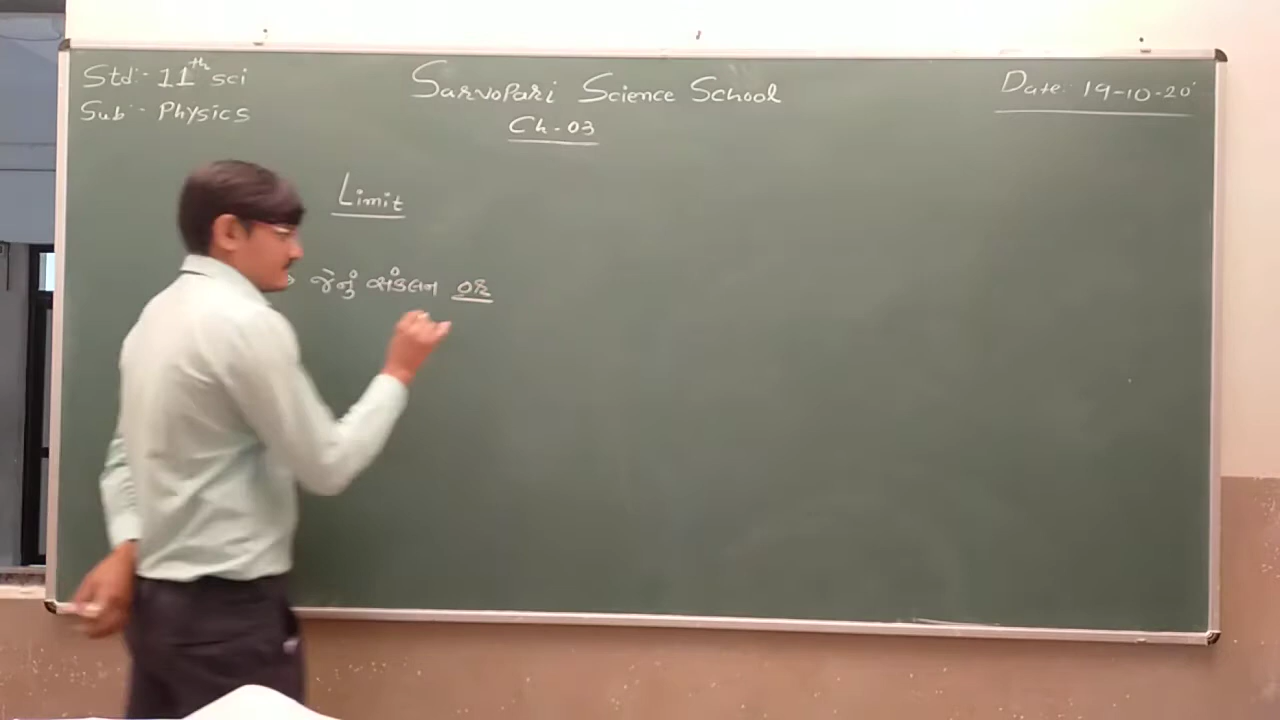 Std:- 11th sci
Sub:- Physics
Sarvopari Science School
Ch-03
Date: 19-10-20
Limit
જેનું સંકલન